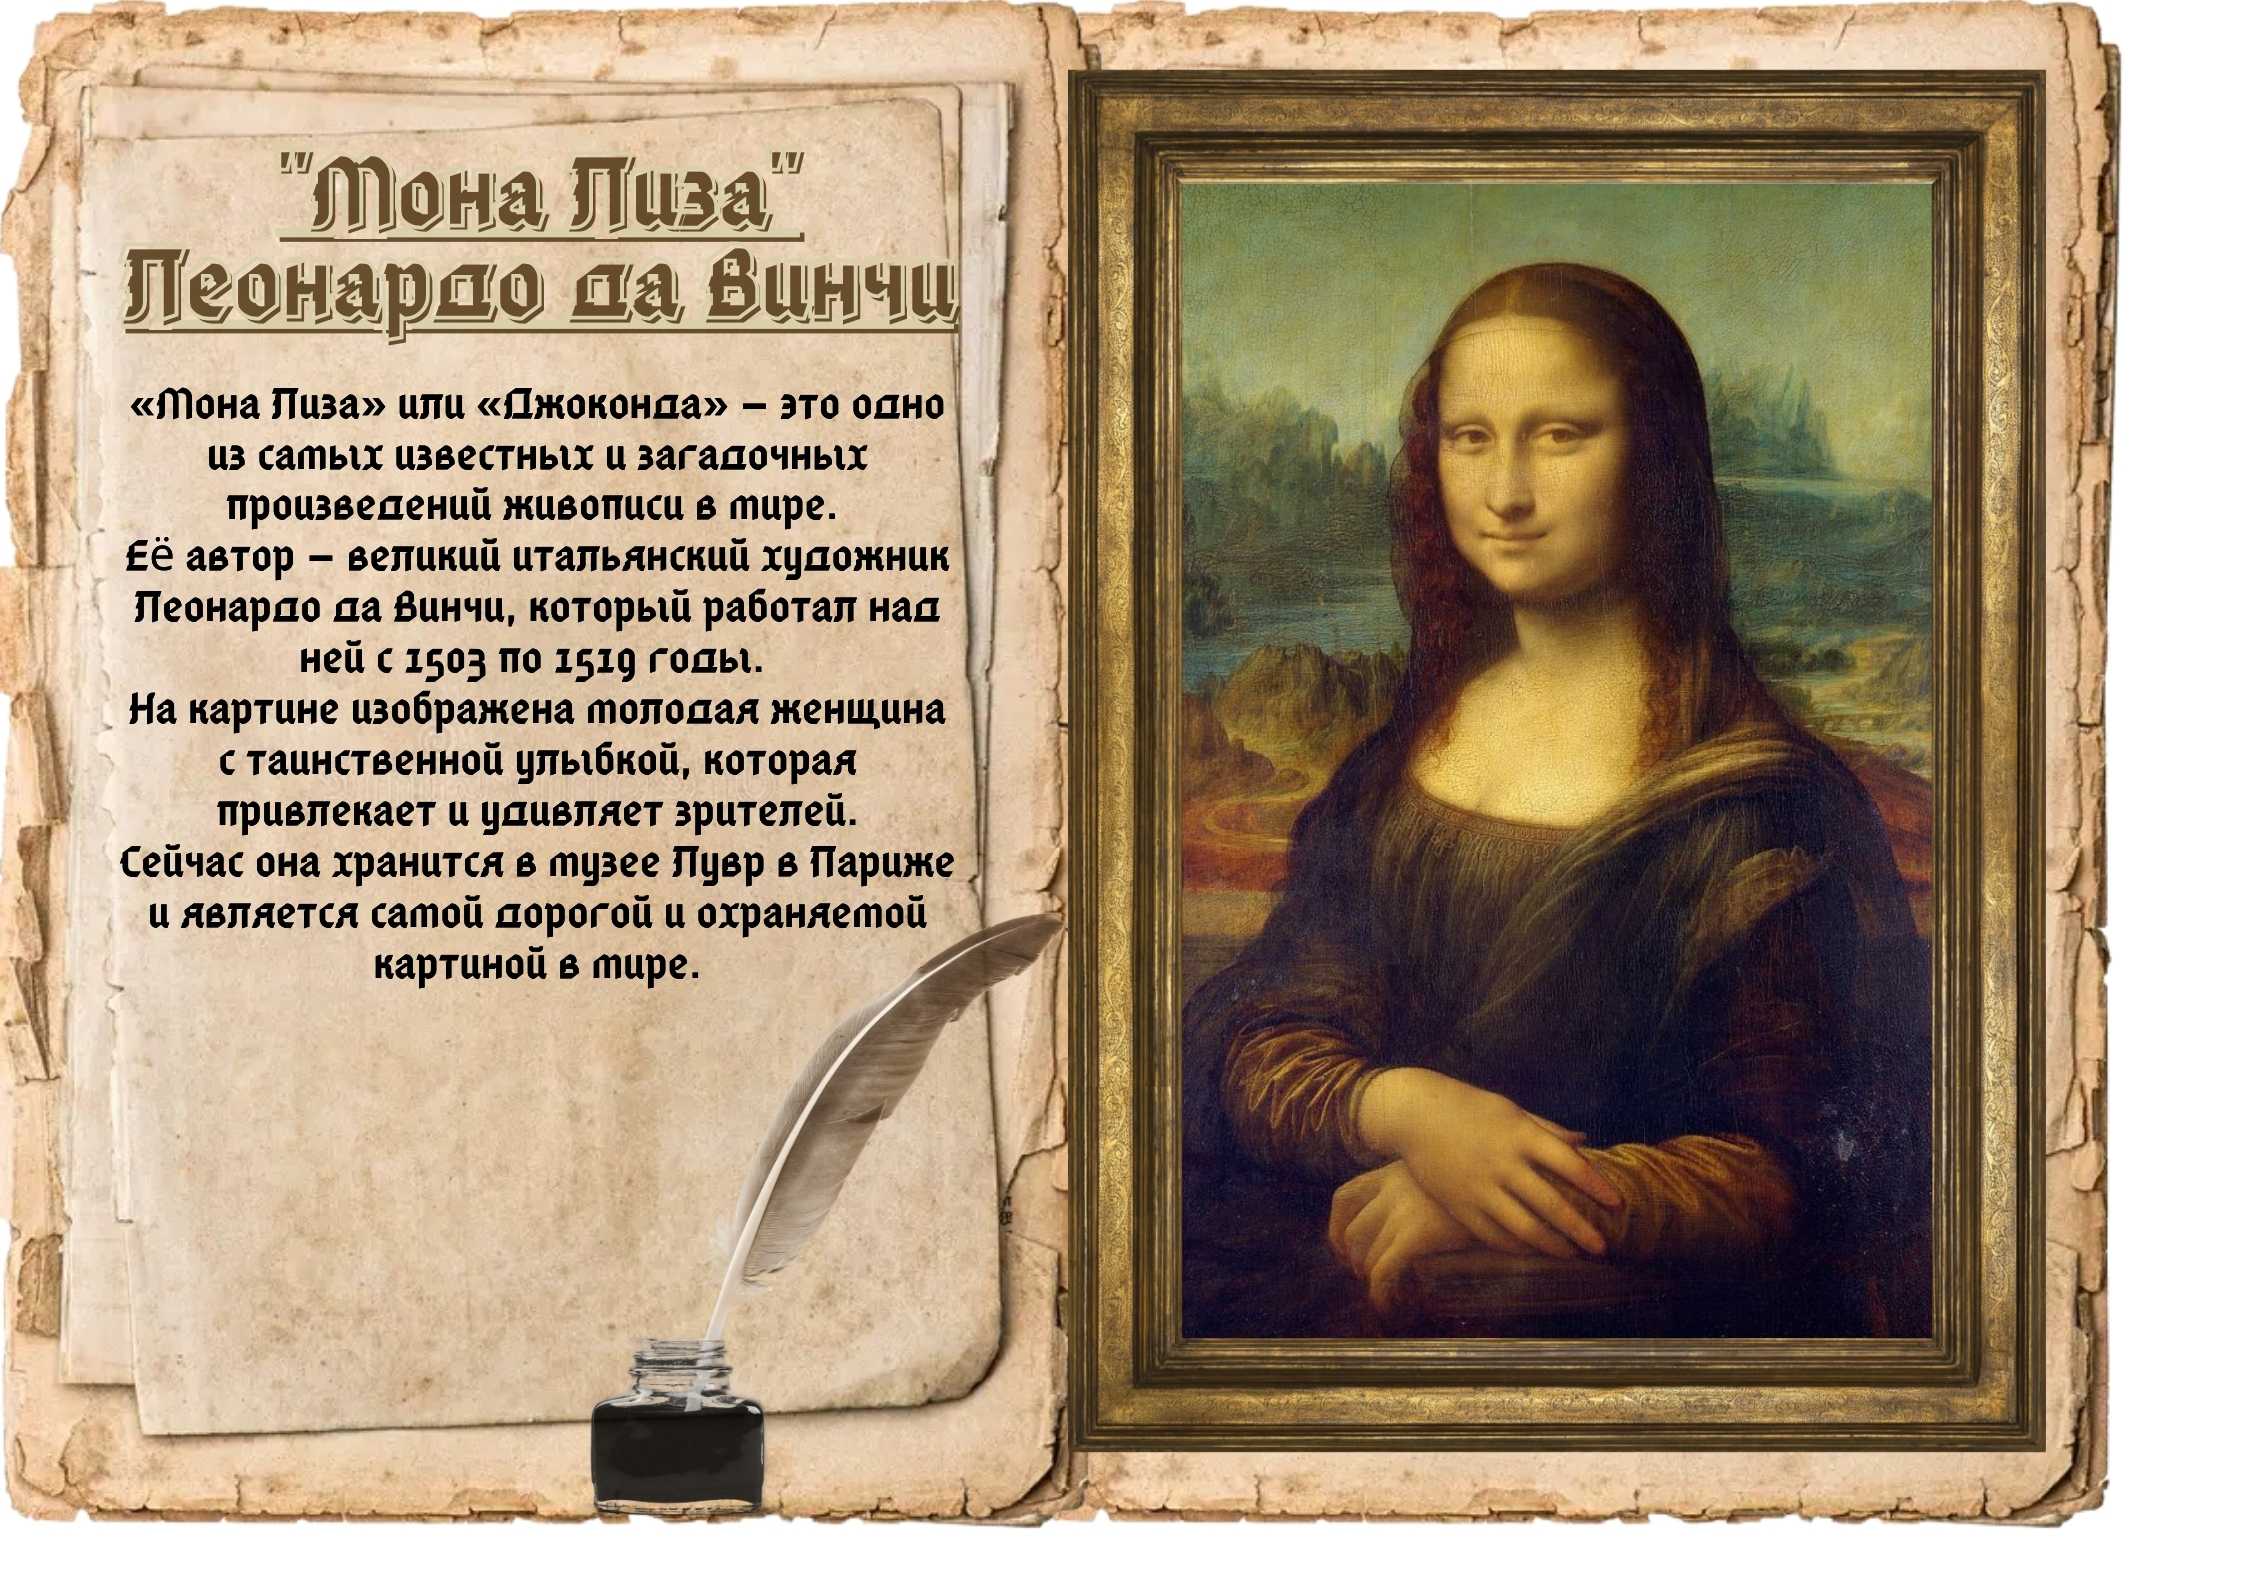 "Мона Лиза"
Леонардо да Винчи
«Мона Лиза» или «Джоконда» – это одно
из самых известных и загадочных
произведений живописи в мире.
Её автор – великий итальянский художник
Леонардо да Винчи, который работал над
ней с 1503 по 1519 годы.
На картине изображена молодая женщина
с таинственной улыбкой, которая
привлекает и удивляет зрителей.
Сейчас она хранится в музее Лувр в Париже
и является самой дорогой и охраняемой
картиной в мире.